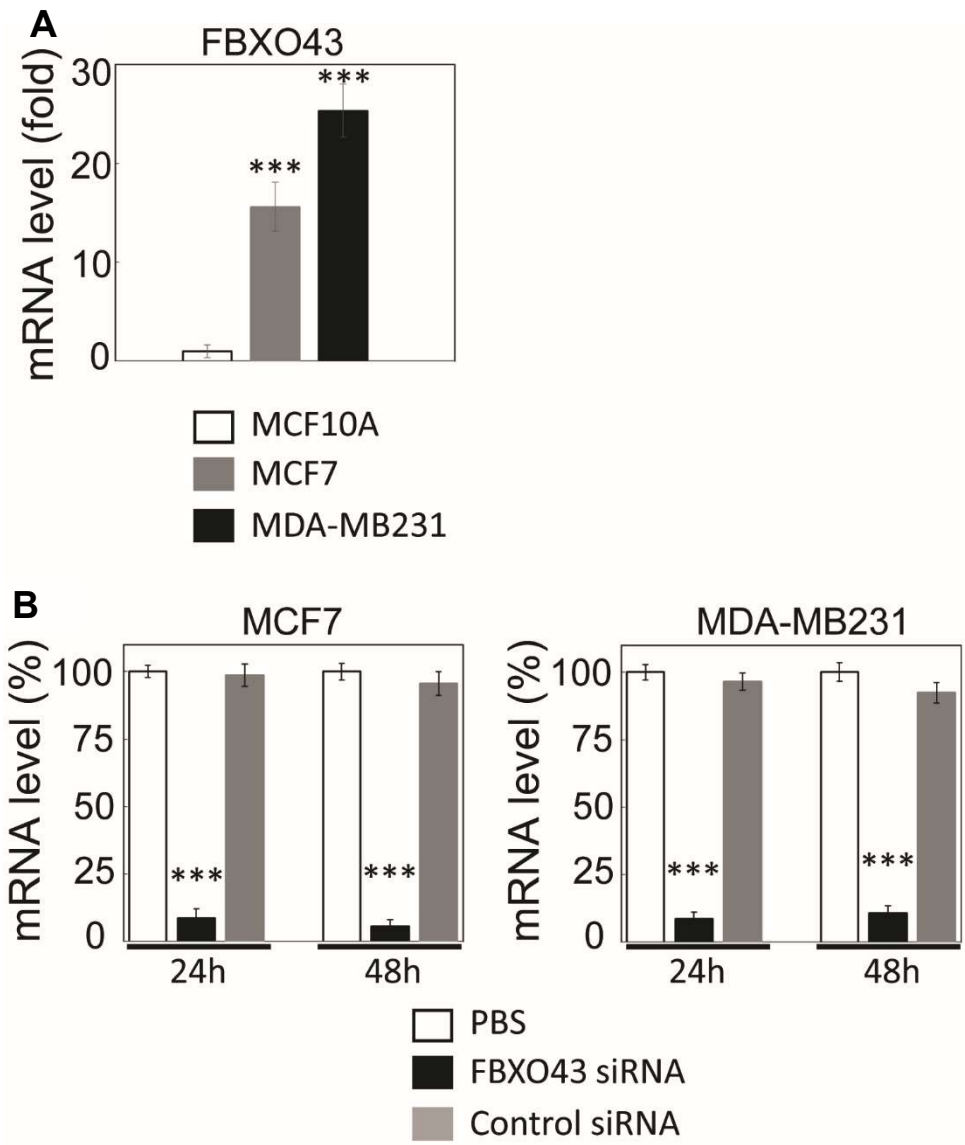 A
FBXO43
mRNA level (fold)
30
20
10
0
***
***
MCF10A
MCF7
MDA-MB231
B
MCF7
mRNA level (%)
100
75
50
25
0
***
***
24h
48h
MDA-MB231
mRNA level (%)
100
75
50
25
0
***
***
24h
48h
PBS
FBXO43 siRNA
Control siRNA